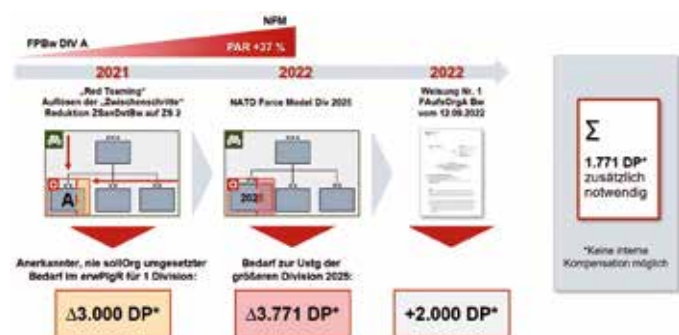 NFM
FPBw DIV A
PAR +37 %
2021
2022
2022
„Red Teaming"
Auflösen der „Zwischenschritte"
Reduktion ZSanDstBw auf ZS 2
NATO Force Model Div 2025
Weisung Nr. 1
vom 12.09.2022
A
2025
Anerkannter, nie sollOrg umgesetzter
Bedarf im erwPlgR für 1 Division:
Bedarf zur Ustg der
größeren Division 2025:
Δ3.000 DP*
Δ3.771 DP*
+2.000 DP*
Σ
1.771 DP*
zusätzlich
notwendig
*Keine interne
Kompensation möglich